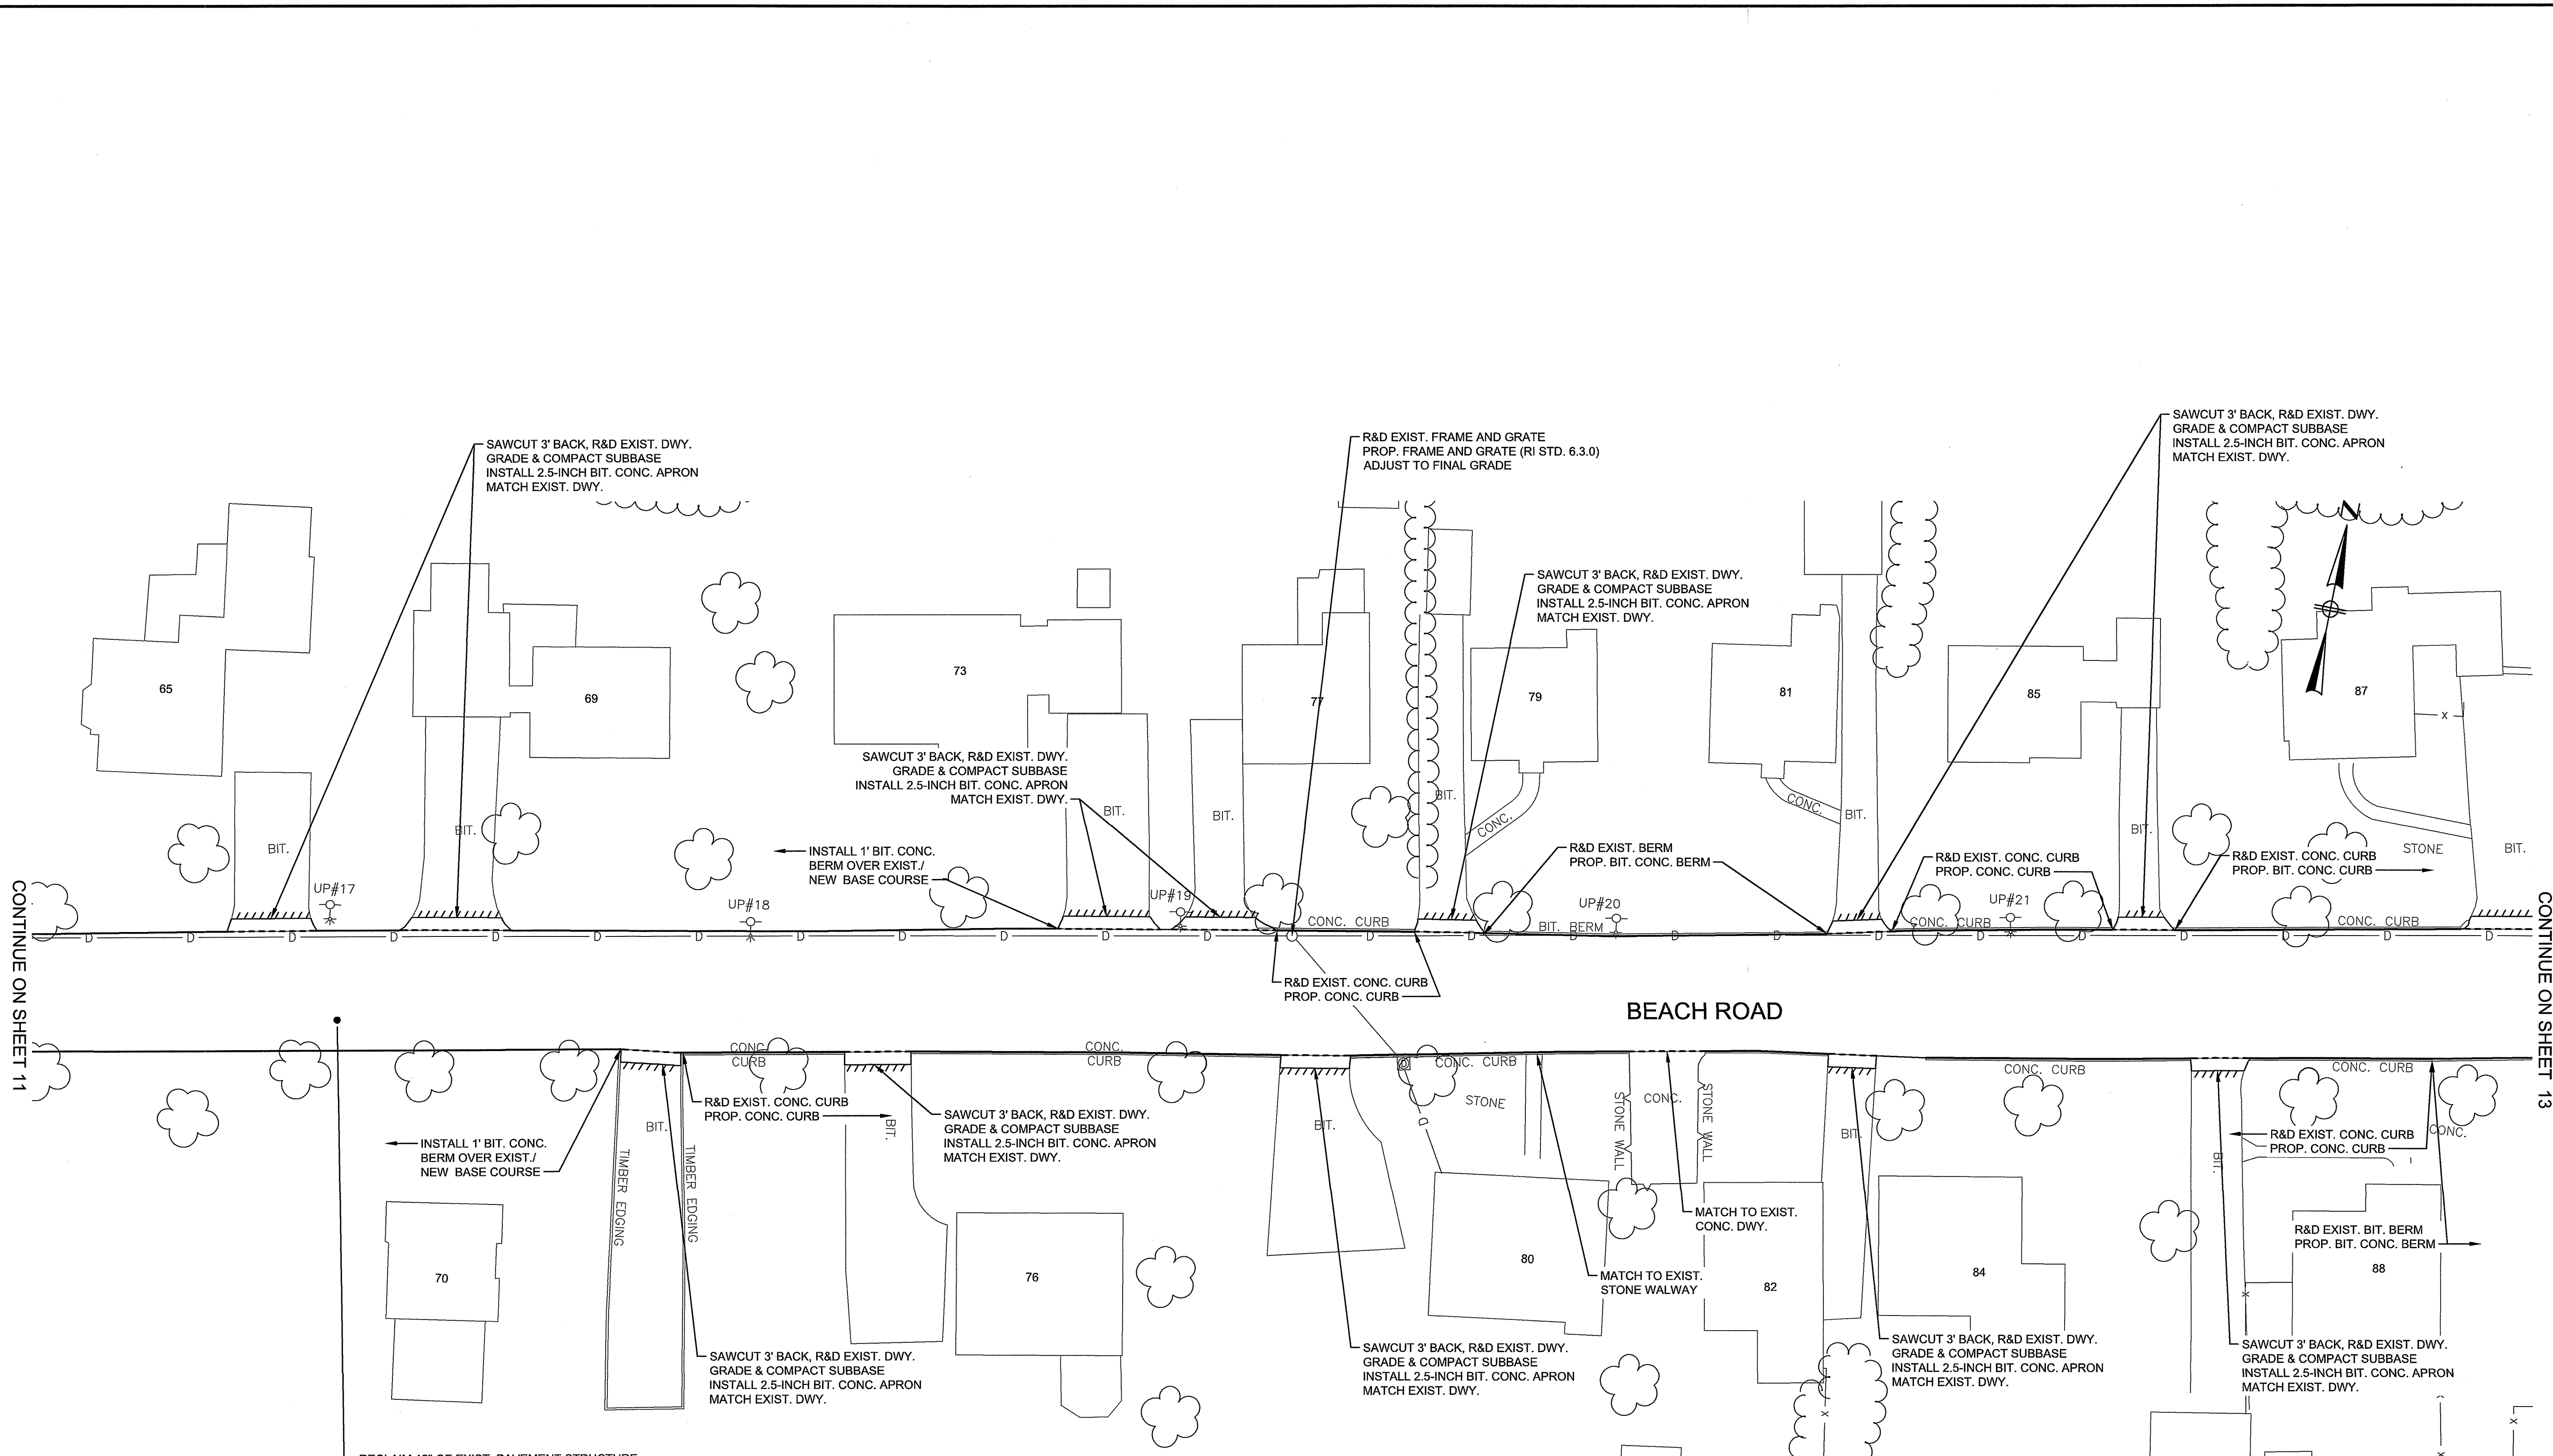 SAWCUT 3' BACK, R&D EXIST. DWY.
GRADE & COMPACT SUBBASE
INSTALL 2.5-INCH BIT. CONC. APRON
MATCH EXIST. DWY.
R&D EXIST. FRAME AND GRATE
PROP. FRAME AND GRATE (RI STD. 6.3.0)
ADJUST TO FINAL GRADE
SAWCUT 3' BACK, R&D EXIST. DWY.
GRADE & COMPACT SUBBASE
INSTALL 2.5-INCH BIT. CONC. APRON
MATCH EXIST. DWY.
N
SAWCUT 3' BACK, R&D EXIST. DWY.
GRADE & COMPACT SUBBASE
INSTALL 2.5-INCH BIT. CONC. APRON
MATCH EXIST. DWY.
65
69
73
77
79
81
85
87
X
SAWCUT 3' BACK, R&D EXIST. DWY.
GRADE & COMPACT SUBBASE
INSTALL 2.5-INCH BIT. CONC. APRON
MATCH EXIST. DWY.
BIT.
BIT.
BIT.
BIT.
BIT.
CONC.
CONC.
BIT.
BIT.
STONE
BIT.
INSTALL 1' BIT. CONC.
BERM OVER EXIST./
NEW BASE COURSE
R&D EXIST. BERM
PROP. BIT. CONC. BERM
R&D EXIST. CONC. CURB
PROP. CONC. CURB
R&D EXIST. CONC. CURB
PROP. BIT. CONC. CURB
UP#17
UP#18
UP#19
UP#20
UP#21
CONC. CURB
BIT. BERM
CONC. CURB
CONC. CURB
D D D D D D D D D D D D D D D D D D D D D D D D
CONTINUE ON SHEET 11
CONTINUE ON SHEET 13
R&D EXIST. CONC. CURB
PROP. CONC. CURB
BEACH ROAD
CONC.
CURB
CONC.
CURB
CONC. CURB
CONC. CURB
CONC. CURB
R&D EXIST. CONC. CURB
PROP. CONC. CURB
SAWCUT 3' BACK, R&D EXIST. DWY.
GRADE & COMPACT SUBBASE
INSTALL 2.5-INCH BIT. CONC. APRON
MATCH EXIST. DWY.
INSTALL 1' BIT. CONC.
BERM OVER EXIST./
NEW BASE COURSE
TIMBER EDGING
BIT.
TIMBER EDGING
BIT.
BIT.
D
STONE
STONE WALL
CONC.
STONE WALL
BIT.
BIT.
R&D EXIST. CONC. CURB
PROP. CONC. CURB
CONC.
MATCH TO EXIST.
CONC. DWY.
MATCH TO EXIST.
STONE WALWAY
R&D EXIST. BIT. BERM
PROP. BIT. CONC. BERM
70
76
80
82
84
88
X
SAWCUT 3' BACK, R&D EXIST. DWY.
GRADE & COMPACT SUBBASE
INSTALL 2.5-INCH BIT. CONC. APRON
MATCH EXIST. DWY.
SAWCUT 3' BACK, R&D EXIST. DWY.
GRADE & COMPACT SUBBASE
INSTALL 2.5-INCH BIT. CONC. APRON
MATCH EXIST. DWY.
SAWCUT 3' BACK, R&D EXIST. DWY.
GRADE & COMPACT SUBBASE
INSTALL 2.5-INCH BIT. CONC. APRON
MATCH EXIST. DWY.
SAWCUT 3' BACK, R&D EXIST. DWY.
GRADE & COMPACT SUBBASE
INSTALL 2.5-INCH BIT. CONC. APRON
MATCH EXIST. DWY.
X
X
X